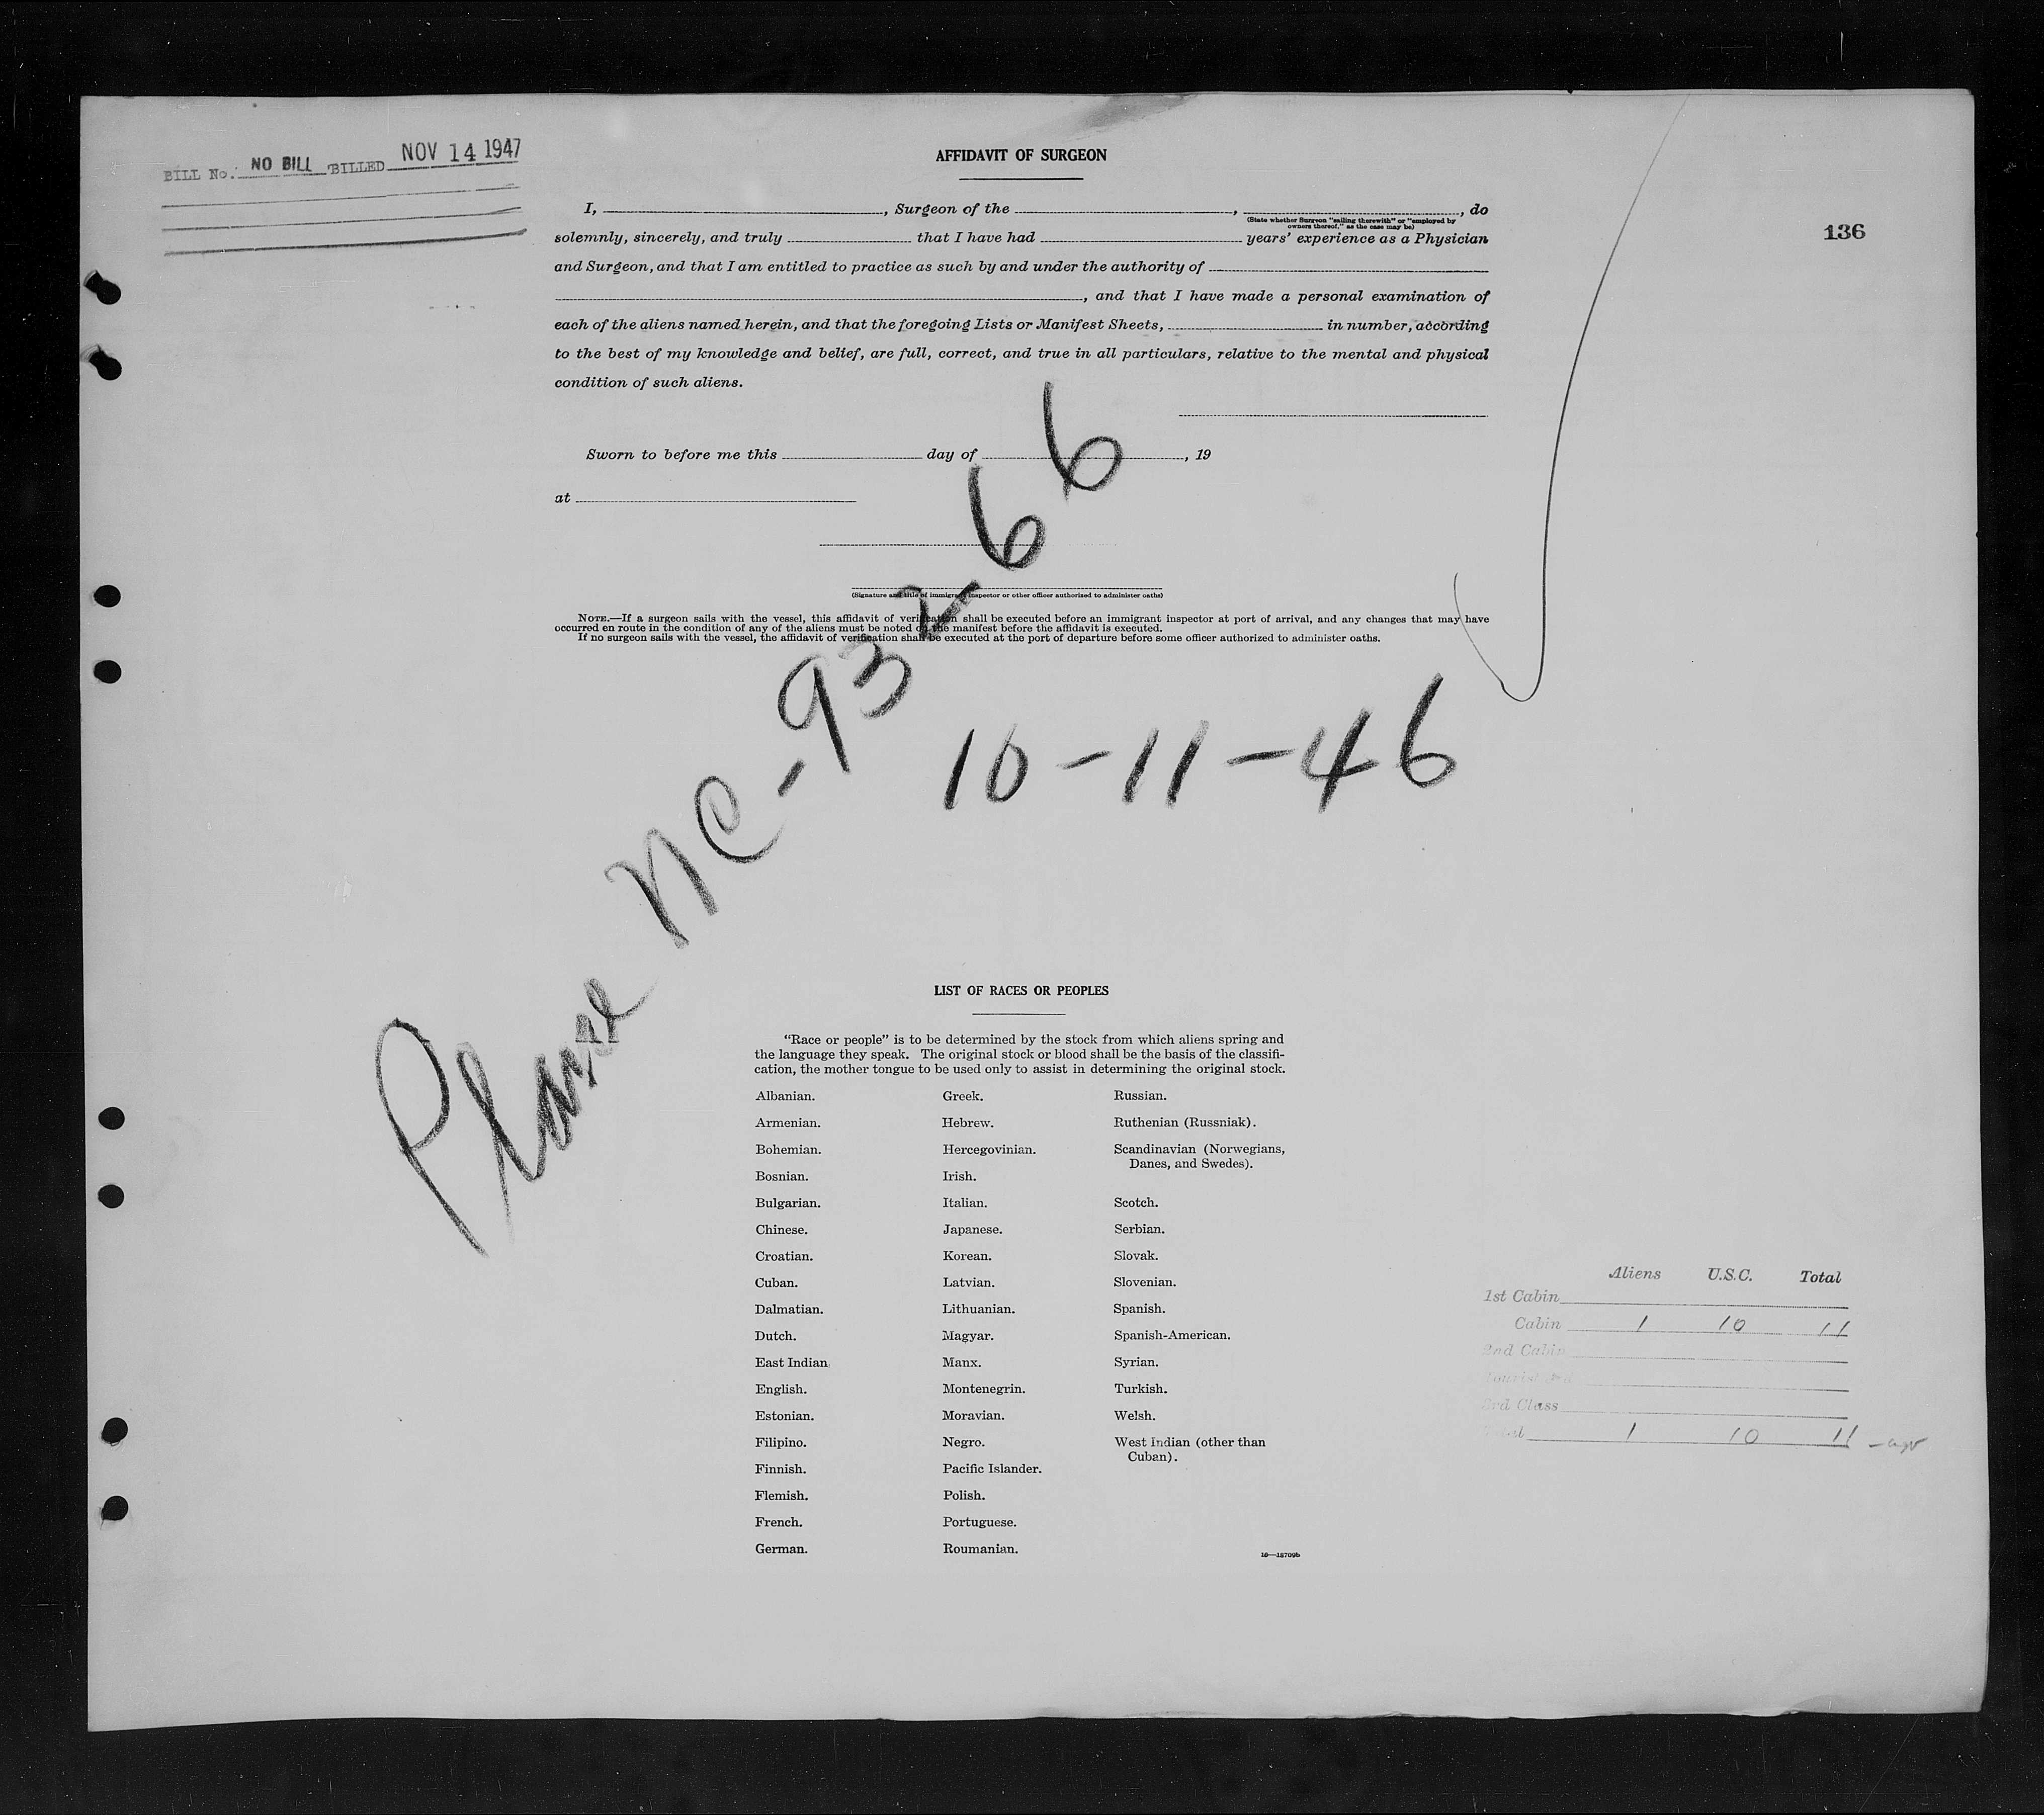 BILL No. NO BILL BILLED NOV 14 1947
136
AFFIDAVIT OF SURGEON
I, , Surgeon of the , , do
(State whether Surgeon "sailing therewith" or "employed by
owners thereof," as the case may be)
solemnly, sincerely, and truly that I have had years' experience as a Physician
and Surgeon, and that I am entitled to practice as such by and under the authority of
, and that I have made a personal examination of
each of the aliens named herein, and that the foregoing Lists or Manifest Sheets, in number, according
to the best of my knowledge and belief, are full, correct, and true in all particulars, relative to the mental and physical
condition of such aliens.
Sworn to before me this day of , 19
at
(Signature and title of immigrant inspector or other officer authorized to administer oaths)
NOTE.—If a surgeon sails with the vessel, this affidavit of verification shall be executed before an immigrant inspector at port of arrival, and any changes that may have
occurred en route in the condition of any of the aliens must be noted on the manifest before the affidavit is executed.
If no surgeon sails with the vessel, the affidavit of verification shall be executed at the port of departure before some officer authorized to administer oaths.
Plane NC-93266
10-11-46
LIST OF RACES OR PEOPLES
"Race or people" is to be determined by the stock from which aliens spring and
the language they speak. The original stock or blood shall be the basis of the classifi-
cation, the mother tongue to be used only to assist in determining the original stock.
Albanian.
Armenian.
Bohemian.
Bosnian.
Bulgarian.
Chinese.
Croatian.
Cuban.
Dalmatian.
Dutch.
East Indian
English.
Estonian.
Filipino.
Finnish.
Flemish.
French.
German.
Greek.
Hebrew.
Hercegovinian.
Irish.
Italian.
Japanese.
Korean.
Latvian.
Lithuanian.
Magyar.
Manx.
Montenegrin.
Moravian.
Negro.
Pacific Islander.
Polish.
Portuguese.
Roumanian.
Russian.
Ruthenian (Russniak).
Scandinavian (Norwegians,
Danes, and Swedes).
Scotch.
Serbian.
Slovak.
Slovenian.
Spanish.
Spanish-American.
Syrian.
Turkish.
Welsh.
West Indian (other than
Cuban).
16—18709b
Aliens U.S.C. Total
1st Cabin
Cabin 1 10 11
2nd Cabin
Tourist 3rd
3rd Class
Total 1 10 11